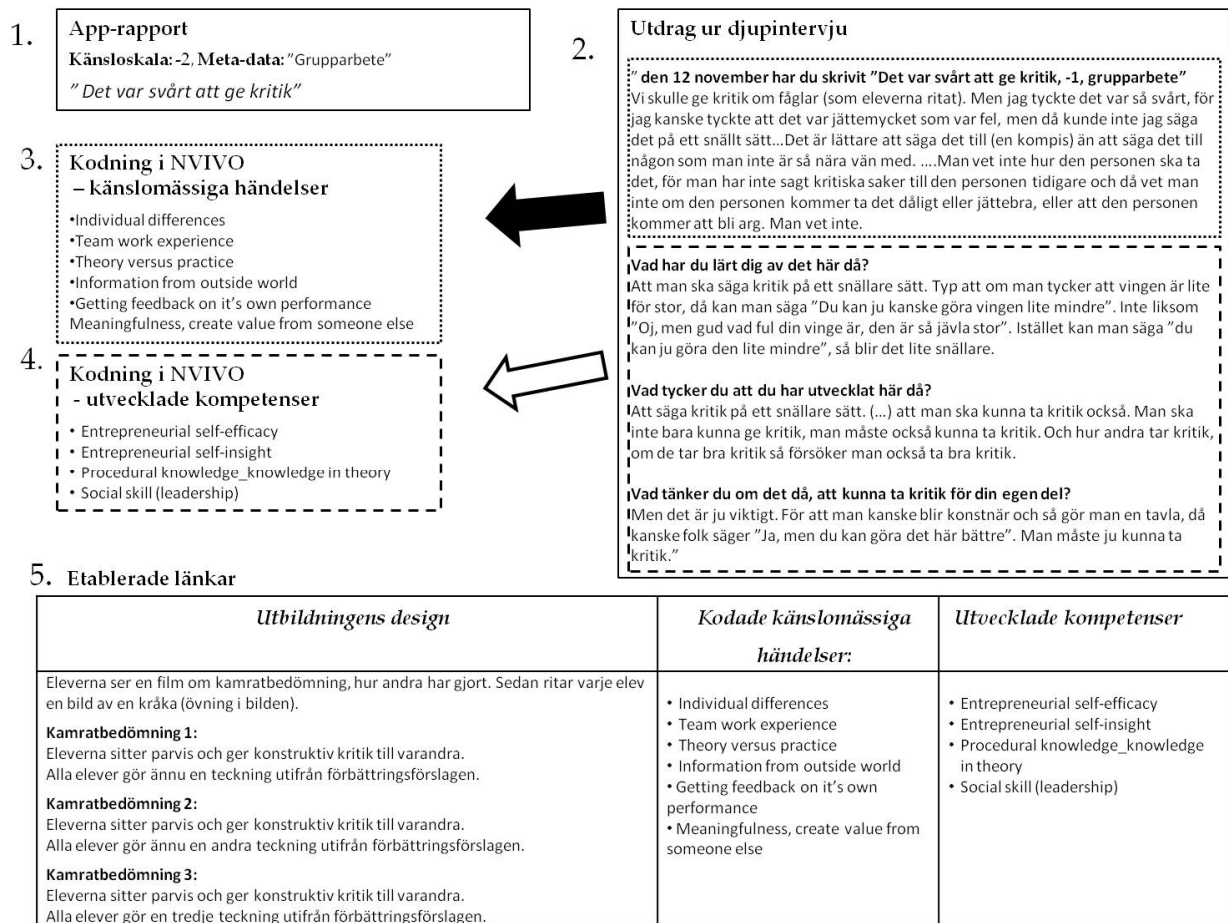 1.
App-rapport
Känsloskala: -2, Meta-data: "Grupparbete"
" Det var svårt att ge kritik"
2.
Utdrag ur djupintervju
" den 12 november har du skrivit "Det var svårt att ge kritik, -1, grupparbete"
Vi skulle ge kritik om fåglar (som eleverna ritat). Men jag tyckte det var så svårt, för
jag kanske tyckte att det var jättemycket som var fel, men då kunde inte jag säga
det på ett snällt sätt...Det är lättare att säga det till (en kompis) än att säga det till
någon som man inte är så nära vän med. ....Man vet inte hur den personen ska ta
det, för man har inte sagt kritiska saker till den personen tidigare och då vet man
inte om den personen kommer ta det dåligt eller jättebra, eller att den personen
kommer att bli arg. Man vet inte.
Vad har du lärt dig av det här då?
Att man ska säga kritik på ett snällare sätt. Typ att om man tycker att vingen är lite
för stor, då kan man säga "Du kan ju kanske göra vingen lite mindre". Inte liksom
"Oj, men gud vad ful din vinge är, den är så jävla stor". Istället kan man säga "du
kan ju göra den lite mindre", så blir det lite snällare.
Vad tycker du att du har utvecklat här då?
Att säga kritik på ett snällare sätt. (...) att man ska kunna ta kritik också. Man ska
inte bara kunna ge kritik, man måste också kunna ta kritik. Och hur andra tar kritik,
om de tar bra kritik så försöker man också ta bra kritik.
Vad tänker du om det då, att kunna ta kritik för din egen del?
Men det är ju viktigt. För att man kanske blir konstnär och så gör man en tavla, då
kanske folk säger "Ja, men du kan göra det här bättre". Man måste ju kunna ta
kritik."
3.
Kodning i NVIVO
– känslomässiga händelser
•Individual differences
•Team work experience
•Theory versus practice
•Information from outside world
•Getting feedback on it's own performance
Meaningfulness, create value from someone else
4.
Kodning i NVIVO
- utvecklade kompetenser
• Entrepreneurial self-efficacy
• Entrepreneurial self-insight
• Procedural knowledge_knowledge in theory
• Social skill (leadership)
5. Etablerade länkar
Utbildningens design
Eleverna ser en film om kamratbedömning, hur andra har gjort. Sedan ritar varje elev
en bild av en kråka (övning i bilden).
Kamratbedömning 1:
Eleverna sitter parvis och ger konstruktiv kritik till varandra.
Alla elever gör ännu en teckning utifrån förbättringsförslagen.
Kamratbedömning 2:
Eleverna sitter parvis och ger konstruktiv kritik till varandra.
Alla elever gör ännu en andra teckning utifrån förbättringsförslagen.
Kamratbedömning 3:
Eleverna sitter parvis och ger konstruktiv kritik till varandra.
Alla elever gör en tredje teckning utifrån förbättringsförslagen.
Kodade känslomässiga
händelser:
• Individual differences
• Team work experience
• Theory versus practice
• Information from outside world
• Getting feedback on it's own
performance
• Meaningfulness, create value from
someone else
Utvecklade kompetenser
• Entrepreneurial self-efficacy
• Entrepreneurial self-insight
• Procedural knowledge_knowledge
in theory
• Social skill (leadership)